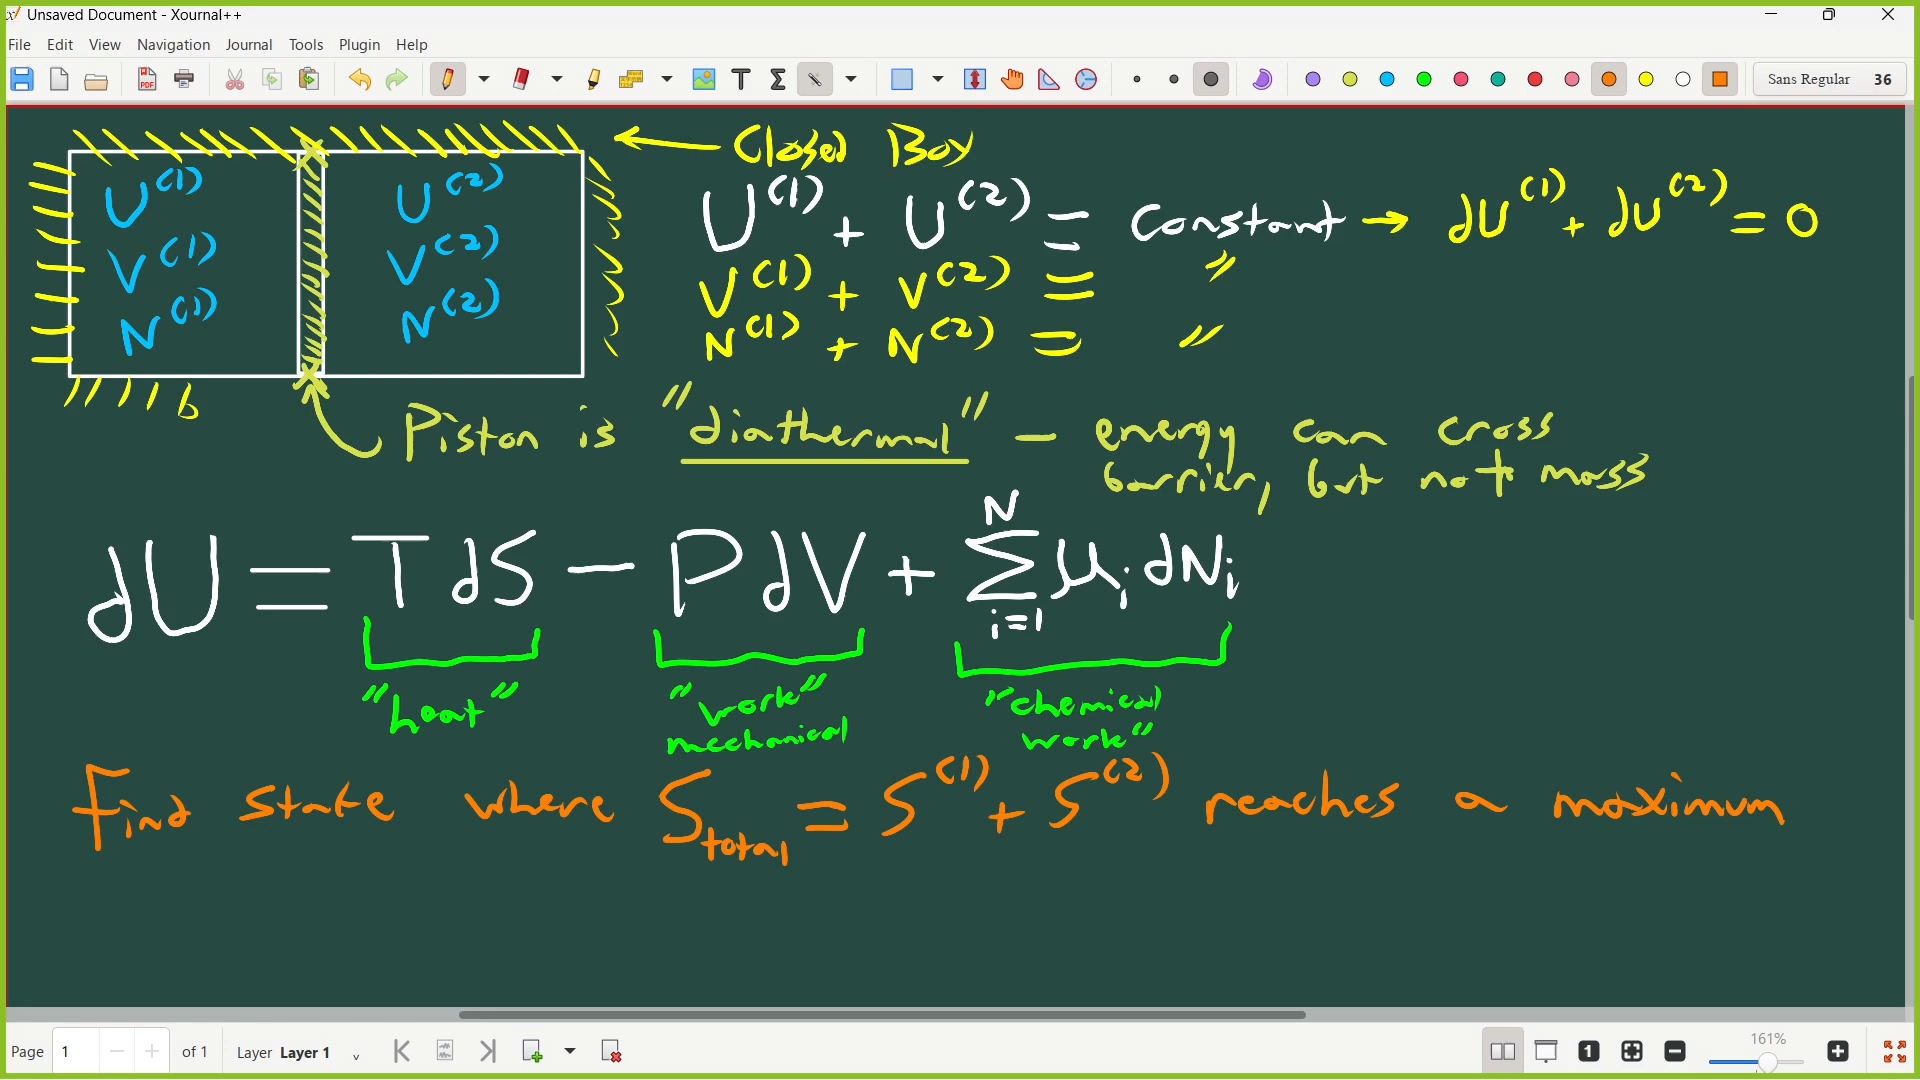 Unsaved Document - Xournal++
File Edit View Navigation Journal Tools Plugin Help
Sans Regular 36
← Closed Box
U^(1) U^(2)
V^(1) V^(2)
N^(1) N^(2)
U^(1) + U^(2) = Constant → dU^(1) + dU^(2) = 0
V^(1) + V^(2) = "
N^(1) + N^(2) = "
Piston is "diathermal" — energy can cross
barrier, but not mass
dU = TdS − PdV + Σ_{i=1}^{N} μ_i dN_i
"heat" "work" mechanical "chemical work"
Find state where S_total = S^(1) + S^(2) reaches a maximum
Page 1 of 1 Layer Layer 1 161%